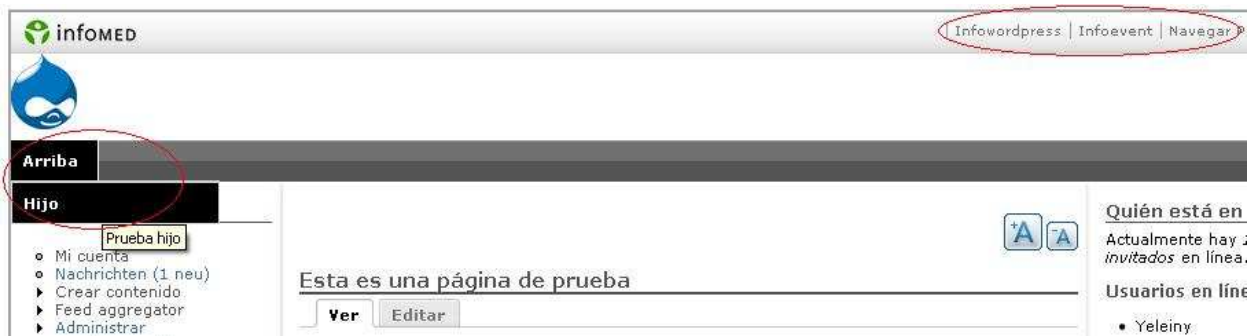 infoMED
| Infowordpress | Infoevent | Navegar
Arriba
Hijo
Prueba hijo
Mi cuenta
Nachrichten (1 neu)
Crear contenido
Feed aggregator
Administrar
+A -A
Esta es una página de prueba
Ver Editar
Quién está en
Actualmente hay
invitados en línea.
Usuarios en líne
Yeleiny